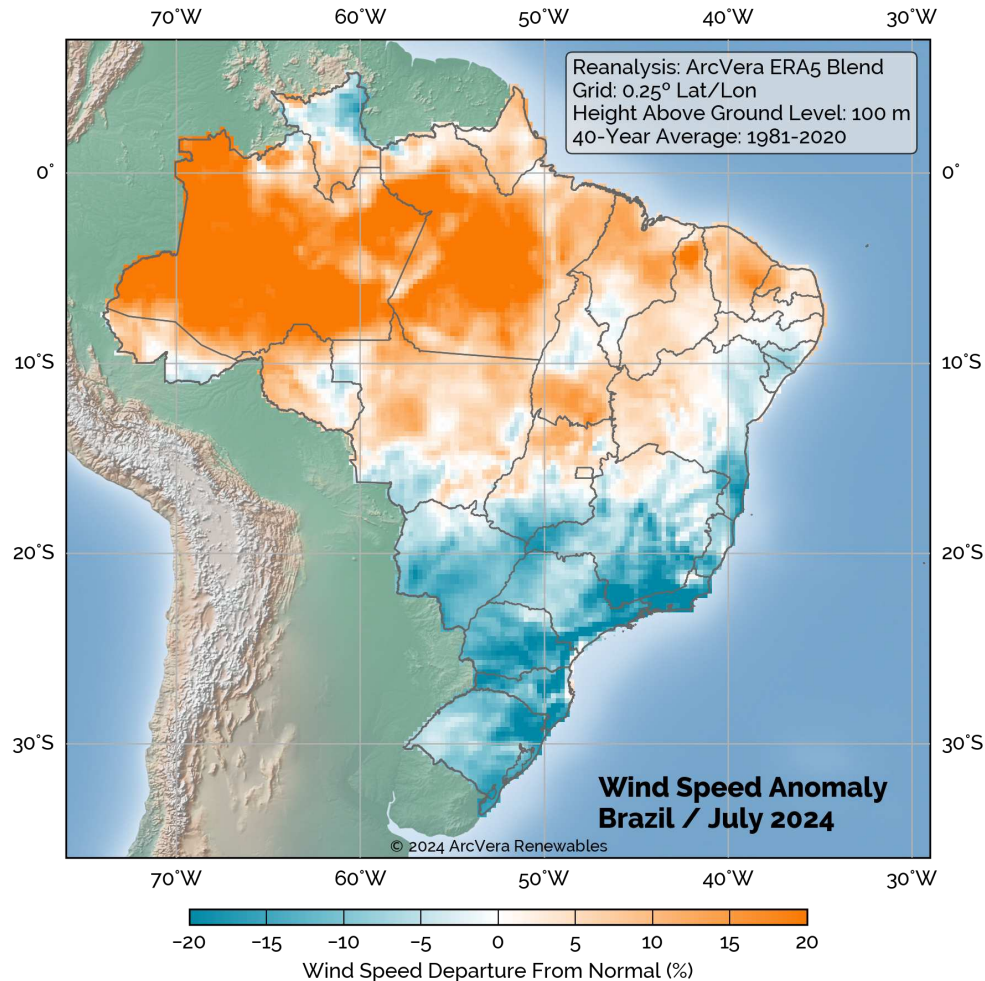 70°W 60°W 50°W 40°W 30°W
Reanalysis: ArcVera ERA5 Blend
Grid: 0.25º Lat/Lon
Height Above Ground Level: 100 m
40-Year Average: 1981-2020
0° 0°
10°S 10°S
20°S 20°S
30°S 30°S
Wind Speed Anomaly
Brazil / July 2024
© 2024 ArcVera Renewables
70°W 60°W 50°W 40°W 30°W
−20 −15 −10 −5 0 5 10 15 20
Wind Speed Departure From Normal (%)